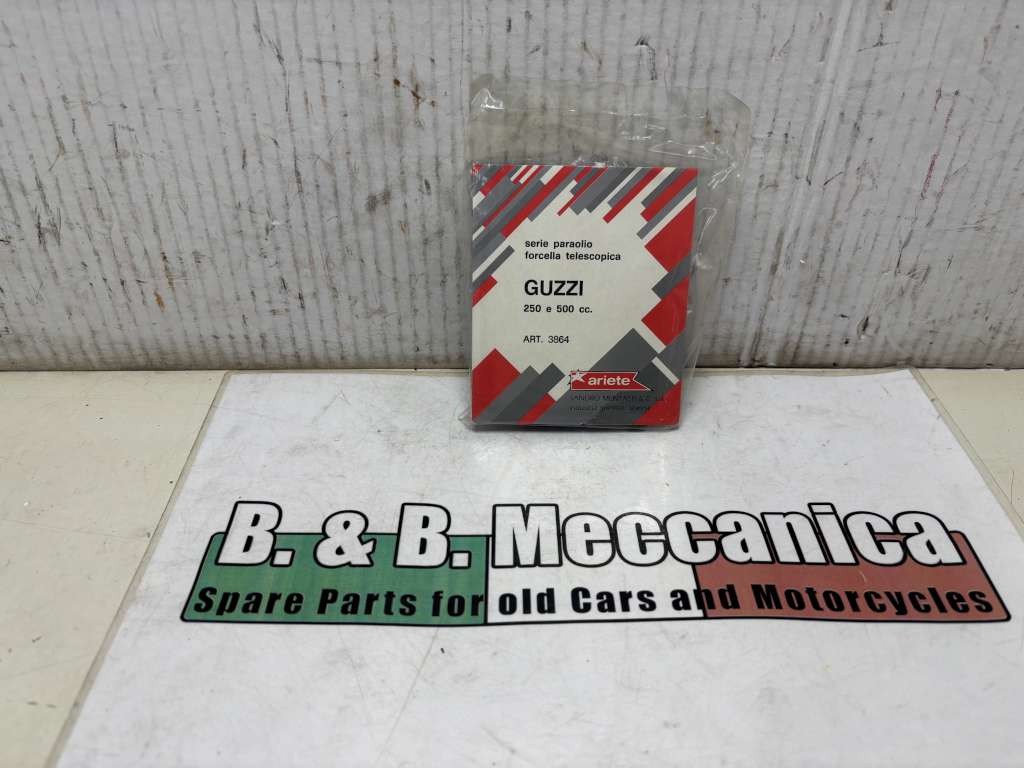 serie paraolio
forcella telescopica
GUZZI
250 e 500 cc.
ART. 3864
ariete
B. & B. Meccanica
Spare Parts for old Cars and Motorcycles